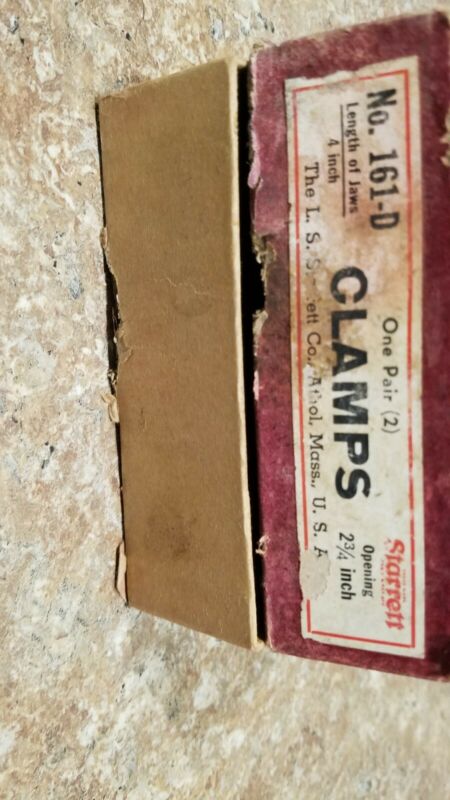 No. 161-D
Length of Jaws
4 inch
One Pair (2)
CLAMPS
Starrett
Opening
2¾ inch
The L. S. Co., Athol, Mass., U. S. A